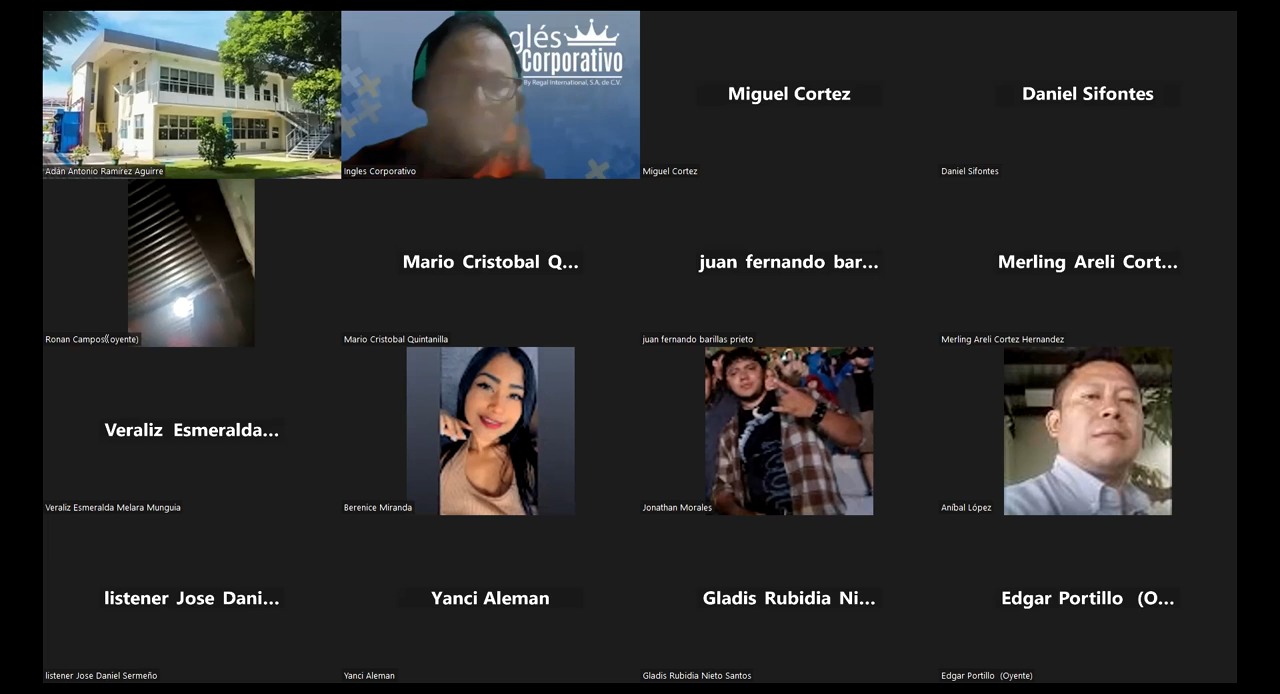 Adán Antonio Ramírez Aguirre
glés
Corporativo
By Regal International, S.A. de C.V.
Ingles Corporativo
Miguel Cortez
Miguel Cortez
Daniel Sifontes
Daniel Sifontes
Ronan Campos((oyente)
Mario Cristobal Q...
Mario Cristobal Quintanilla
juan fernando bar...
juan fernando barillas prieto
Merling Areli Cort...
Merling Areli Cortez Hernandez
Veraliz Esmeralda...
Veraliz Esmeralda Melara Munguia
Berenice Miranda
Jonathan Morales
Aníbal López
listener Jose Dani...
listener Jose Daniel Sermeño
Yanci Aleman
Yanci Aleman
Gladis Rubidia Ni...
Gladis Rubidia Nieto Santos
Edgar Portillo (O...
Edgar Portillo (Oyente)